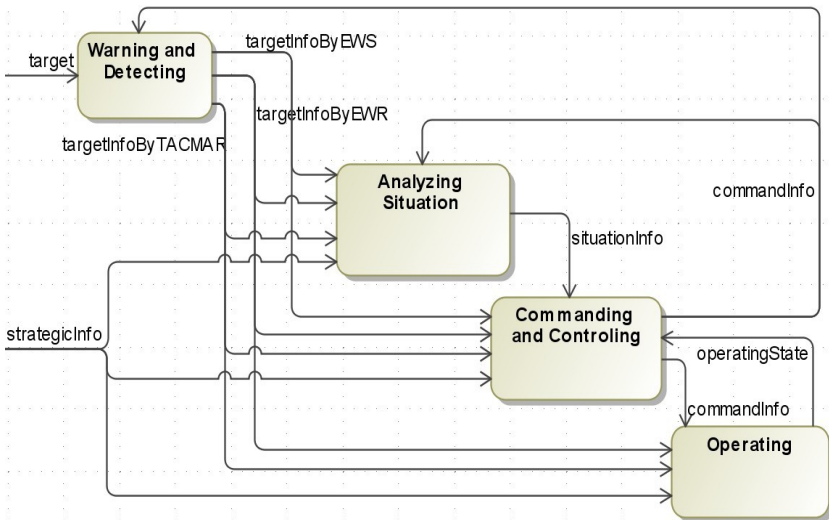 targetInfoByEWS
Warning and
Detecting
target
targetInfoByEWR
targetInfoByTACMAR
Analyzing
Situation
commandInfo
situationInfo
Commanding
and Controling
strategicInfo
operatingState
commandInfo
Operating